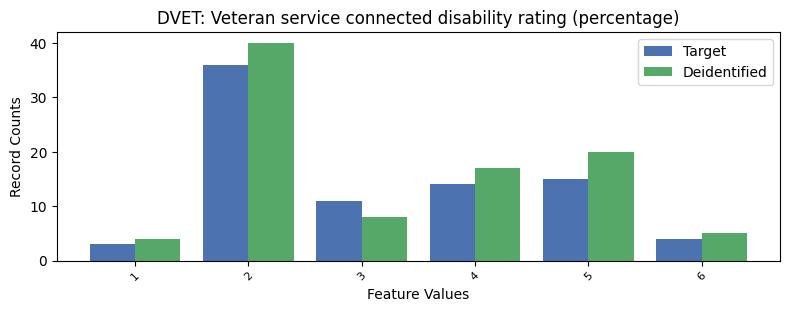 DVET: Veteran service connected disability rating (percentage)
Target
Deidentified
Record Counts
40
30
20
10
0
1 2 3 4 5 6
Feature Values